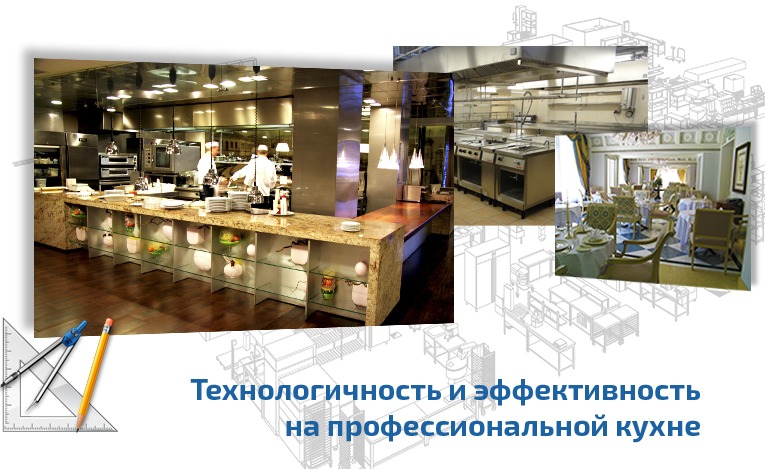 Технологичность и эффективность
на профессиональной кухне